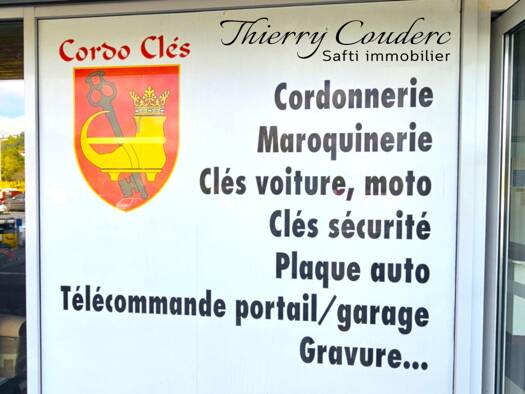 Thierry Couderc
Safti immobilier
Cordo Clés
Cordonnerie
Maroquinerie
Clés voiture, moto
Clés sécurité
Plaque auto
Télécommande portail/garage
Gravure...